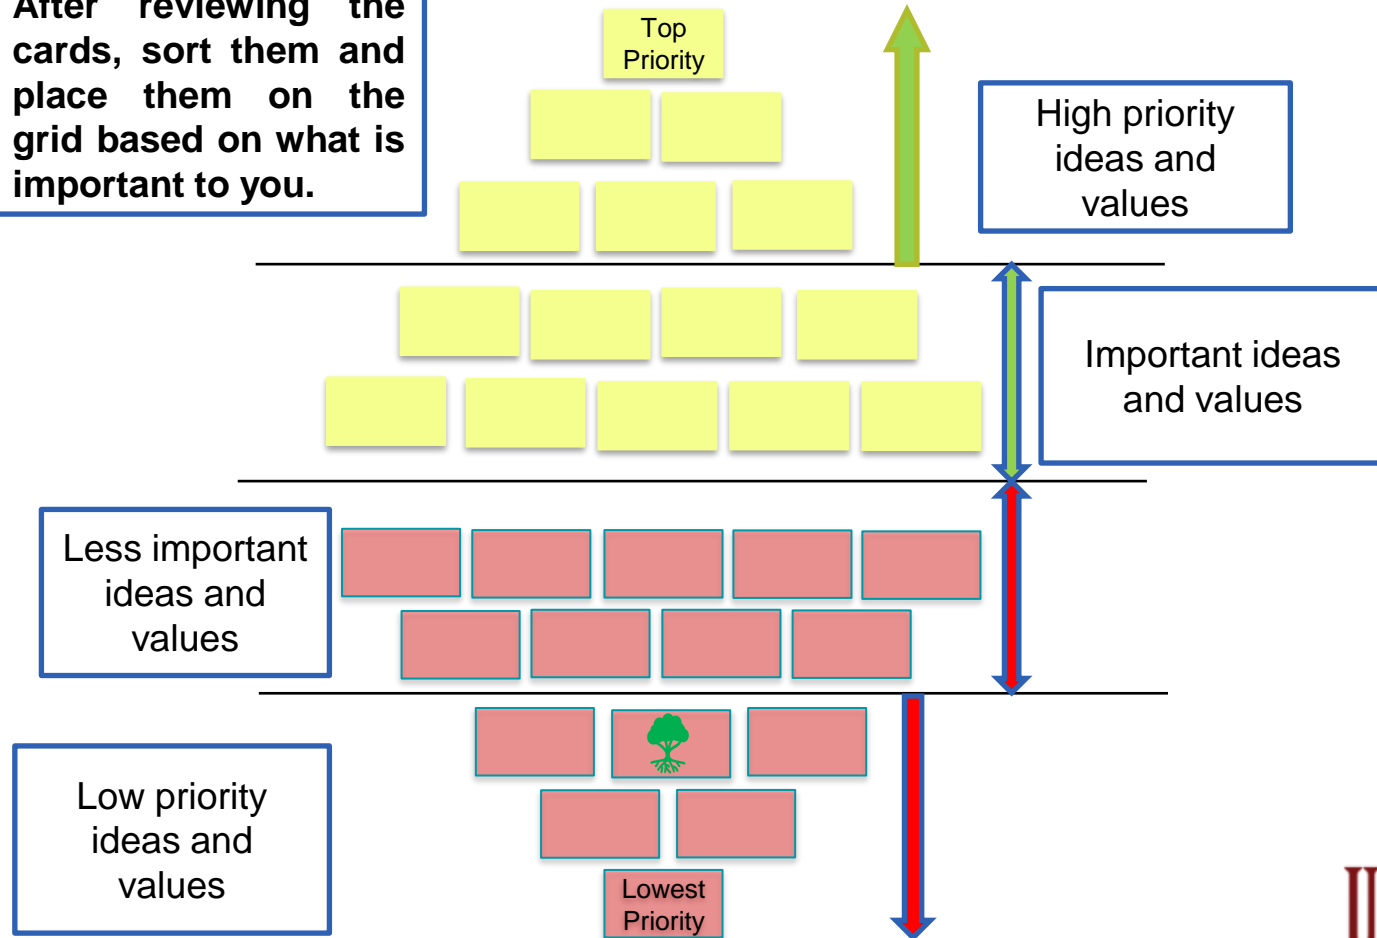 After reviewing the
cards, sort them and
place them on the
grid based on what is
important to you.
Top
Priority
High priority
ideas and
values
Important ideas
and values
Less important
ideas and
values
Low priority
ideas and
values
Lowest
Priority